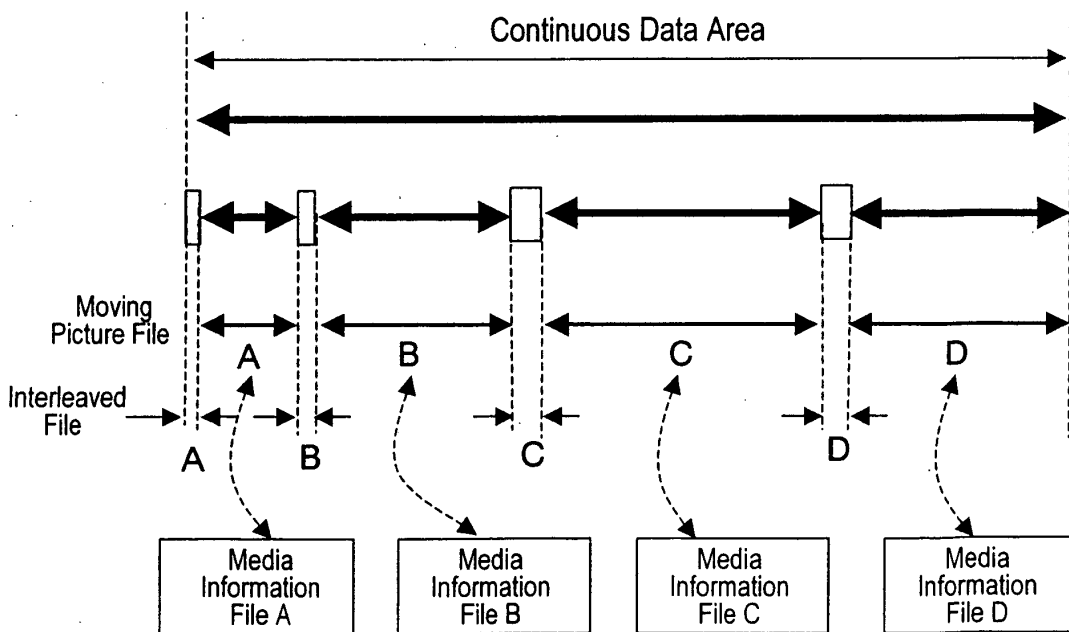 Continuous Data Area
Moving
Picture File
A
B
C
D
Interleaved
File
A
B
C
D
Media
Information
File A
Media
Information
File B
Media
Information
File C
Media
Information
File D